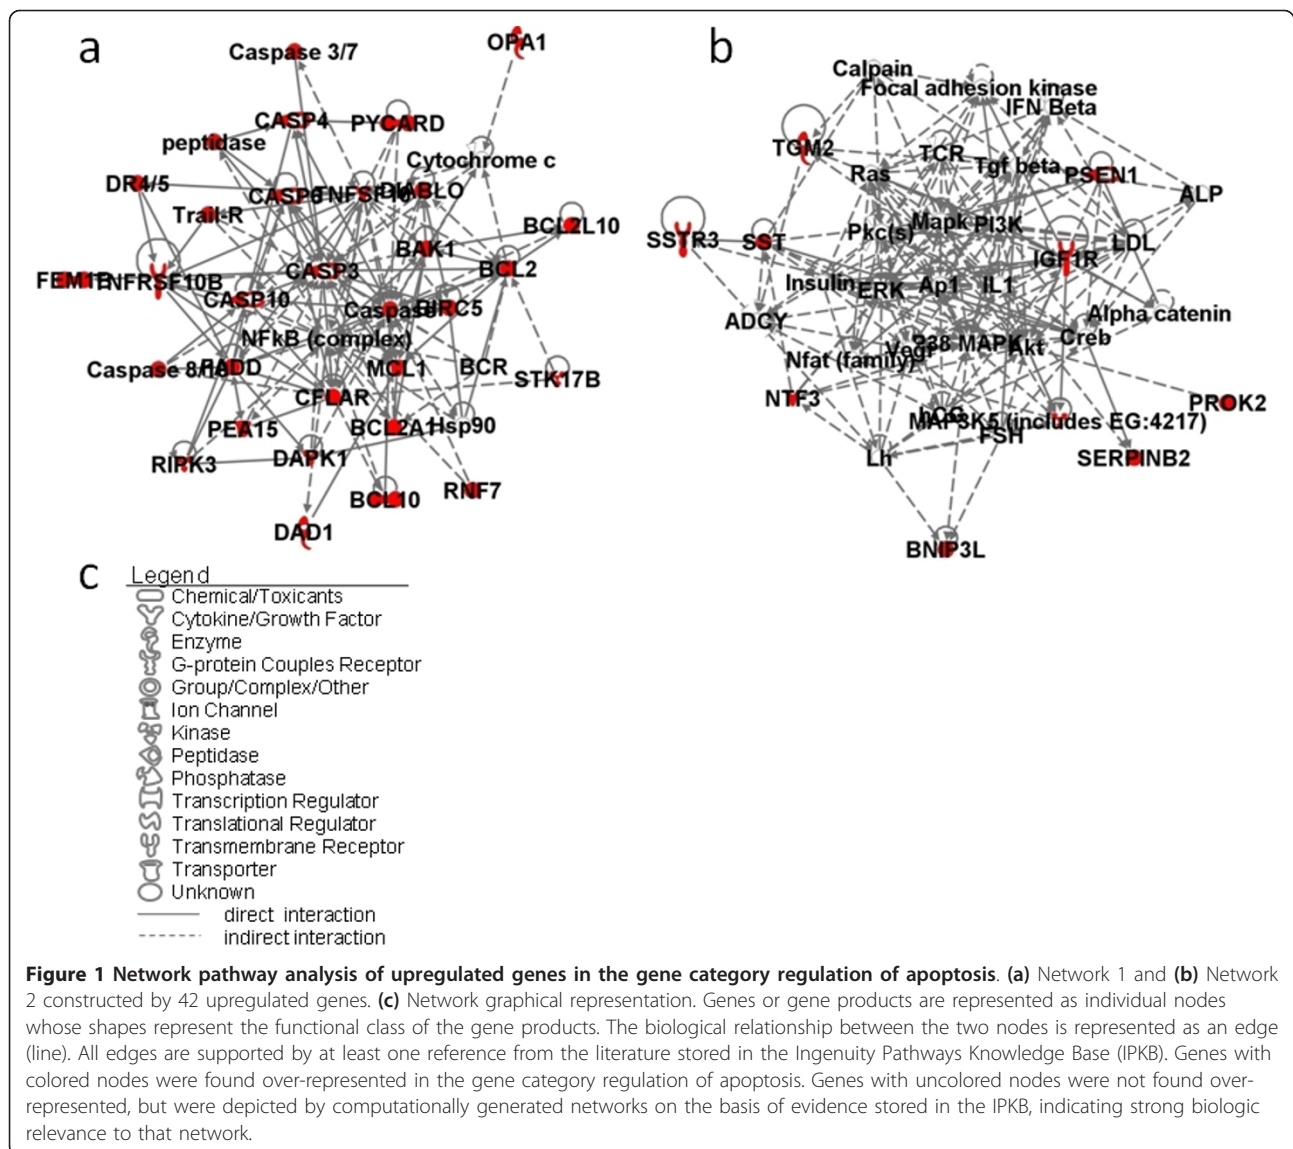 a
b
Caspase 3/7
OPA1
CASP4
PYCARD
peptidase
Cytochrome c
DR4/5
DIABLO
Trail-R
BCL2L10
BAK1
CASP3
BCL2
TNFRSF10B
CASP10
Caspase
BIRC5
NFkB (complex)
FADD
MCL1
BCR
STK17B
CFLAR
PEA15
BCL2A1
Hsp90
RIPK3
DAPK1
BCL10
RNF7
DAD1
Calpain
Focal adhesion kinase
IFN Beta
TGM2
TCR
Tgf beta
Ras
PSEN1
ALP
Pkc(s)
Mapk
PI3K
SSTR3
SST
LDL
IGF1R
Insulin
ERK
Ap1
IL1
ADCY
Alpha catenin
Creb
P38 MAPK
Akt
Vegf
Nfat (family)
NTF3
PROK2
hCG
MAP3K5 (includes EG:4217)
FSH
Lh
SERPINB2
BNIP3L
c
Legend
Chemical/Toxicants
Cytokine/Growth Factor
Enzyme
G-protein Couples Receptor
Group/Complex/Other
Ion Channel
Kinase
Peptidase
Phosphatase
Transcription Regulator
Translational Regulator
Transmembrane Receptor
Transporter
Unknown
direct interaction
indirect interaction
Figure 1 Network pathway analysis of upregulated genes in the gene category regulation of apoptosis. (a) Network 1 and (b) Network
2 constructed by 42 upregulated genes. (c) Network graphical representation. Genes or gene products are represented as individual nodes
whose shapes represent the functional class of the gene products. The biological relationship between the two nodes is represented as an edge
(line). All edges are supported by at least one reference from the literature stored in the Ingenuity Pathways Knowledge Base (IPKB). Genes with
colored nodes were found over-represented in the gene category regulation of apoptosis. Genes with uncolored nodes were not found over-
represented, but were depicted by computationally generated networks on the basis of evidence stored in the IPKB, indicating strong biologic
relevance to that network.